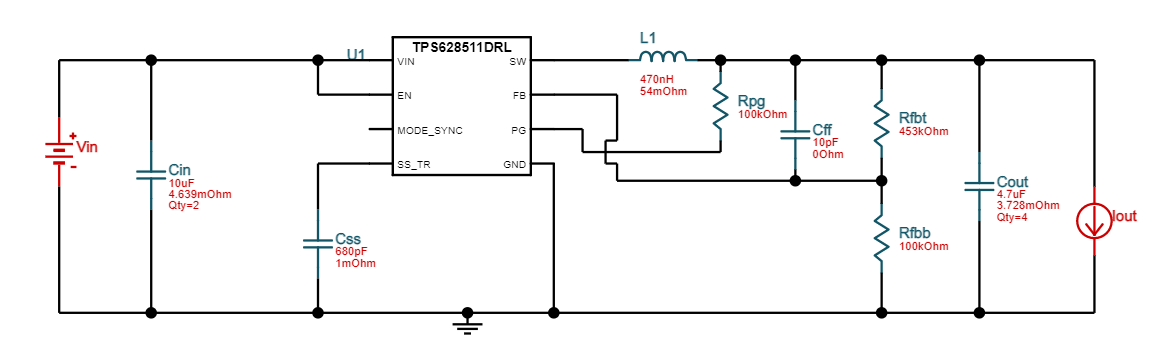 TPS628511DRL
U1
VIN
EN
MODE_SYNC
SS_TR
SW
FB
PG
GND
L1
470nH
54mOhm
Rpg
100kOhm
Cff
10pF
0Ohm
Rfbt
453kOhm
+
Vin
-
Cin
10uF
4.639mOhm
Qty=2
Css
680pF
1mOhm
Cout
4.7uF
3.728mOhm
Qty=4
Iout
Rfbb
100kOhm